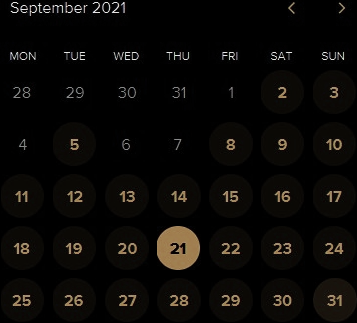 September 2021
MON TUE WED THU FRI SAT SUN
28 29 30 31 1 2 3
4 5 6 7 8 9 10
11 12 13 14 15 16 17
18 19 20 21 22 23 24
25 26 27 28 29 30 31